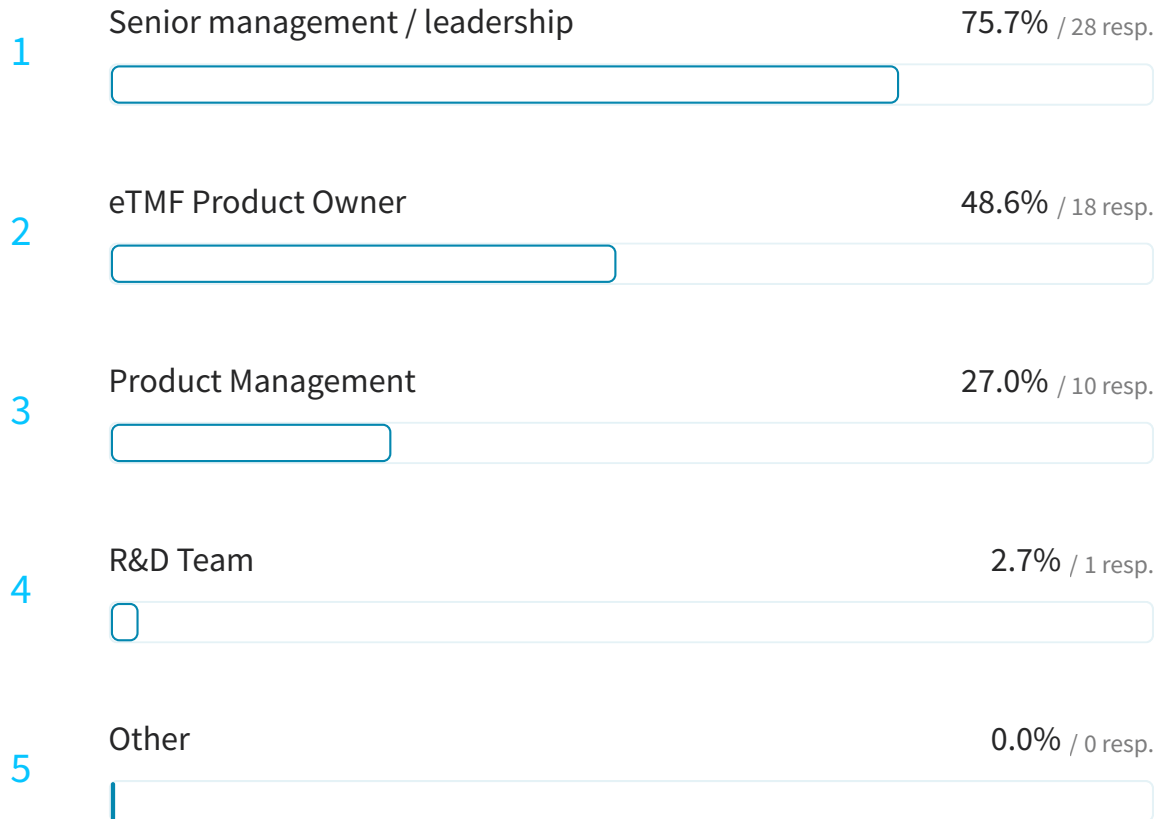 1
Senior management / leadership 75.7% / 28 resp.
2
eTMF Product Owner 48.6% / 18 resp.
3
Product Management 27.0% / 10 resp.
4
R&D Team 2.7% / 1 resp.
5
Other 0.0% / 0 resp.